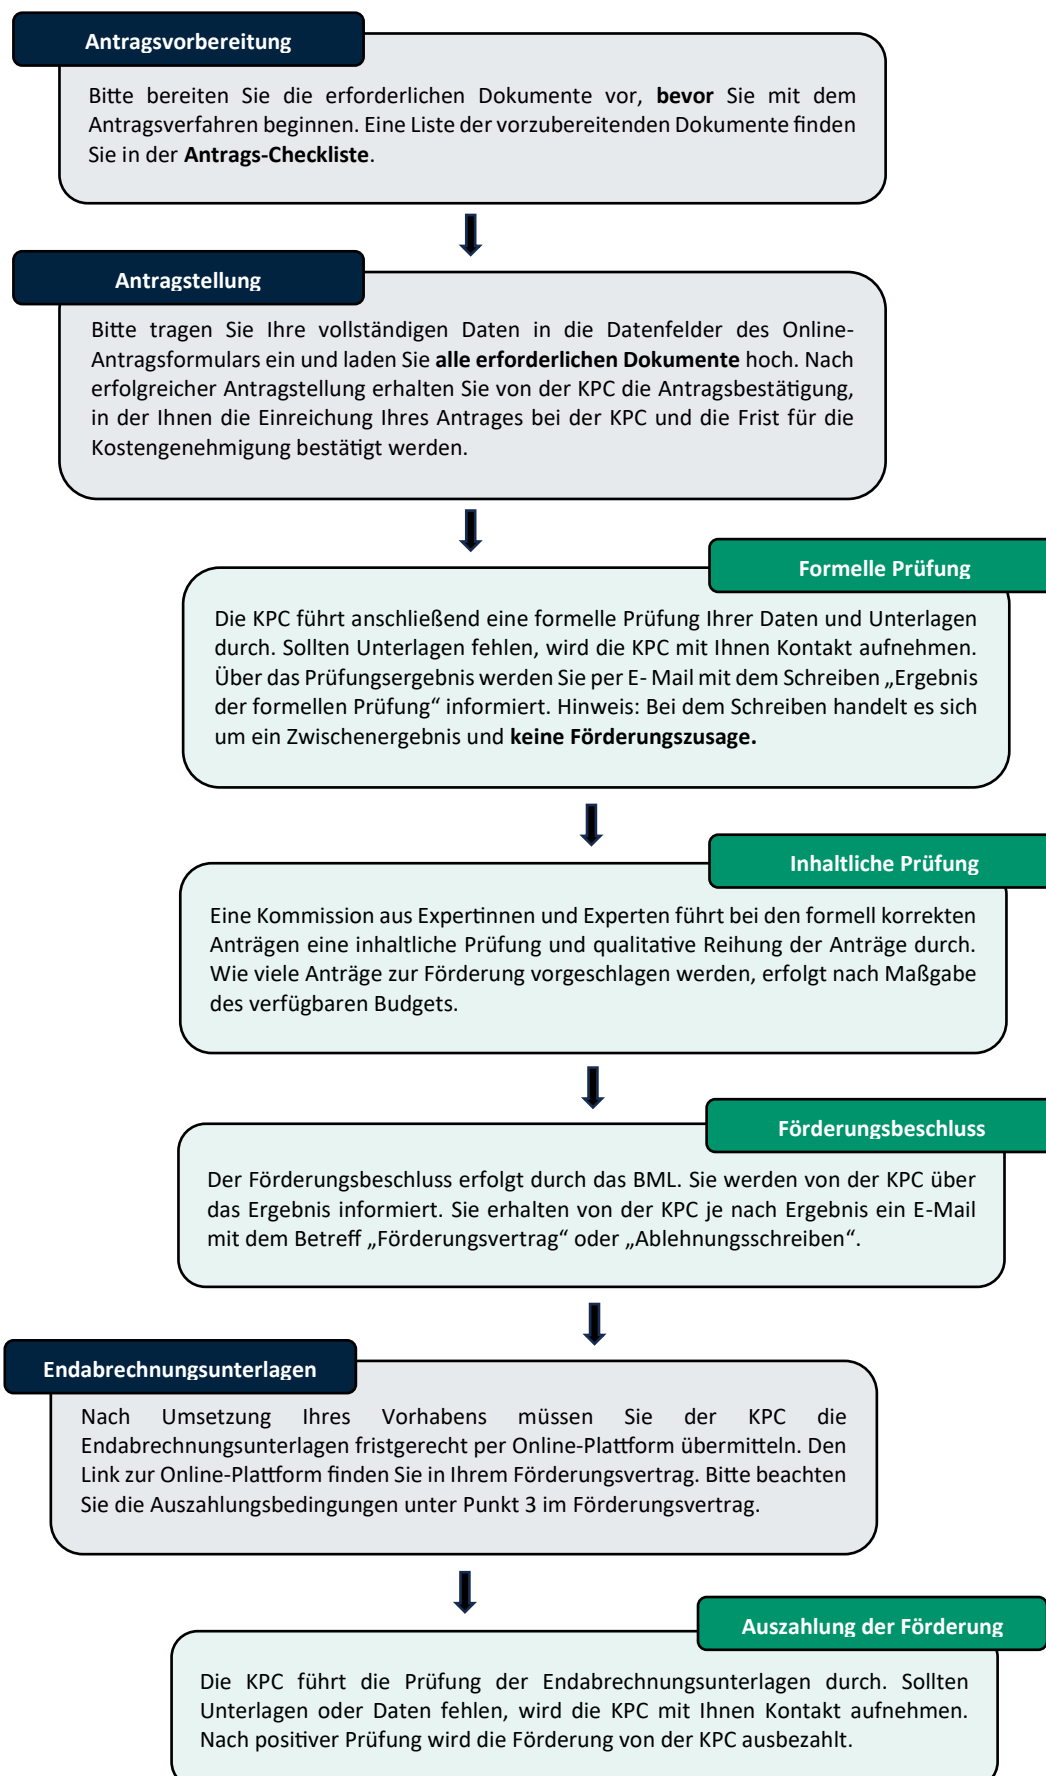 Antragsvorbereitung
Bitte bereiten Sie die erforderlichen Dokumente vor, bevor Sie mit dem
Antragsverfahren beginnen. Eine Liste der vorzubereitenden Dokumente finden
Sie in der Antrags-Checkliste.
Antragstellung
Bitte tragen Sie Ihre vollständigen Daten in die Datenfelder des Online-
Antragsformulars ein und laden Sie alle erforderlichen Dokumente hoch. Nach
erfolgreicher Antragstellung erhalten Sie von der KPC die Antragsbestätigung,
in der Ihnen die Einreichung Ihres Antrages bei der KPC und die Frist für die
Kostengenehmigung bestätigt werden.
Formelle Prüfung
Die KPC führt anschließend eine formelle Prüfung Ihrer Daten und Unterlagen
durch. Sollten Unterlagen fehlen, wird die KPC mit Ihnen Kontakt aufnehmen.
Über das Prüfungsergebnis werden Sie per E- Mail mit dem Schreiben „Ergebnis
der formellen Prüfung“ informiert. Hinweis: Bei dem Schreiben handelt es sich
um ein Zwischenergebnis und keine Förderungszusage.
Inhaltliche Prüfung
Eine Kommission aus Expertinnen und Experten führt bei den formell korrekten
Anträgen eine inhaltliche Prüfung und qualitative Reihung der Anträge durch.
Wie viele Anträge zur Förderung vorgeschlagen werden, erfolgt nach Maßgabe
des verfügbaren Budgets.
Förderungsbeschluss
Der Förderungsbeschluss erfolgt durch das BML. Sie werden von der KPC über
das Ergebnis informiert. Sie erhalten von der KPC je nach Ergebnis ein E-Mail
mit dem Betreff „Förderungsvertrag“ oder „Ablehnungsschreiben“.
Endabrechnungsunterlagen
Nach Umsetzung Ihres Vorhabens müssen Sie der KPC die
Endabrechnungsunterlagen fristgerecht per Online-Plattform übermitteln. Den
Link zur Online-Plattform finden Sie in Ihrem Förderungsvertrag. Bitte beachten
Sie die Auszahlungsbedingungen unter Punkt 3 im Förderungsvertrag.
Auszahlung der Förderung
Die KPC führt die Prüfung der Endabrechnungsunterlagen durch. Sollten
Unterlagen oder Daten fehlen, wird die KPC mit Ihnen Kontakt aufnehmen.
Nach positiver Prüfung wird die Förderung von der KPC ausbezahlt.